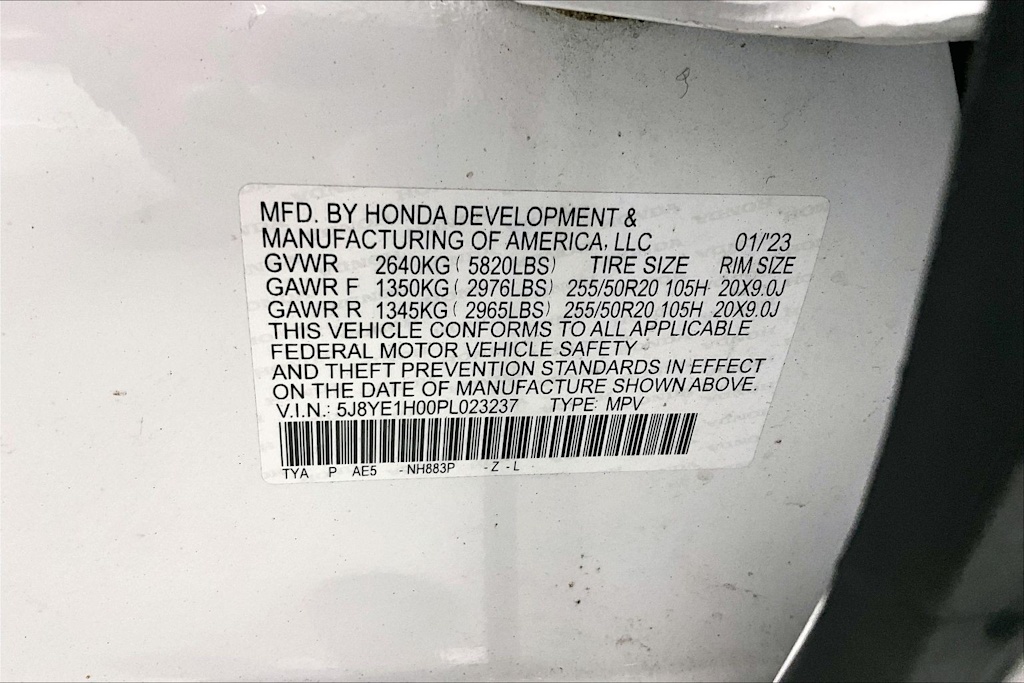 MFD. BY HONDA DEVELOPMENT &
MANUFACTURING OF AMERICA, LLC 01/'23
GVWR 2640KG ( 5820LBS) TIRE SIZE RIM SIZE
GAWR F 1350KG ( 2976LBS) 255/50R20 105H 20X9.0J
GAWR R 1345KG ( 2965LBS) 255/50R20 105H 20X9.0J
THIS VEHICLE CONFORMS TO ALL APPLICABLE
FEDERAL MOTOR VEHICLE SAFETY
AND THEFT PREVENTION STANDARDS IN EFFECT
ON THE DATE OF MANUFACTURE SHOWN ABOVE.
V.I.N.: 5J8YE1H00PL023237 TYPE: MPV
TYA P AE5 -NH883P -Z-L